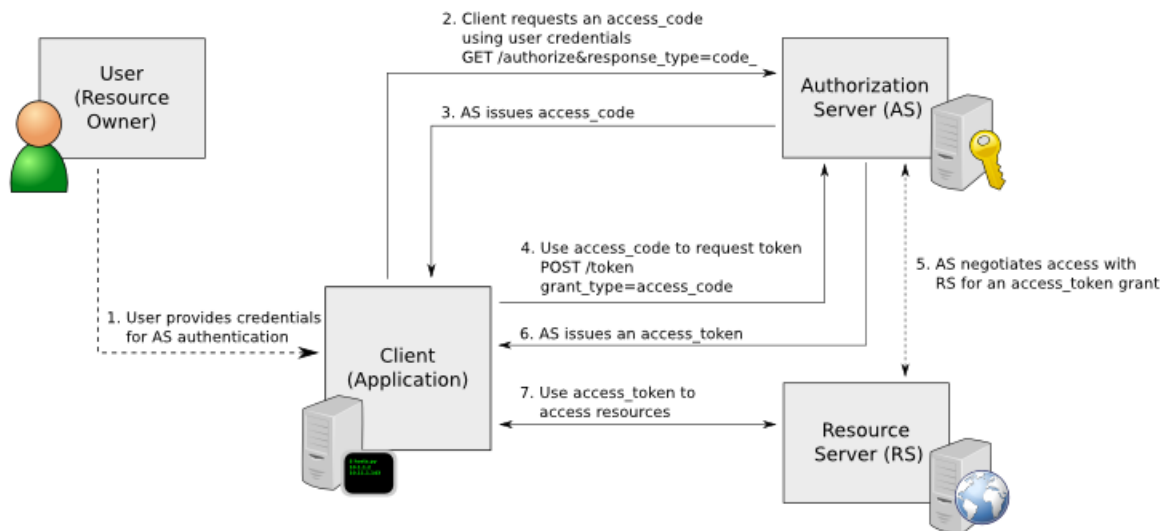 2. Client requests an access_code
using user credentials
GET /authorize&response_type=code_
User
(Resource
Owner)
Authorization
Server (AS)
3. AS issues access_code
4. Use access_code to request token
POST /token
grant_type=access_code
5. AS negotiates access with
RS for an access_token grant
1. User provides credentials
for AS authentication
6. AS issues an access_token
Client
(Application)
7. Use access_token to
access resources
Resource
Server (RS)